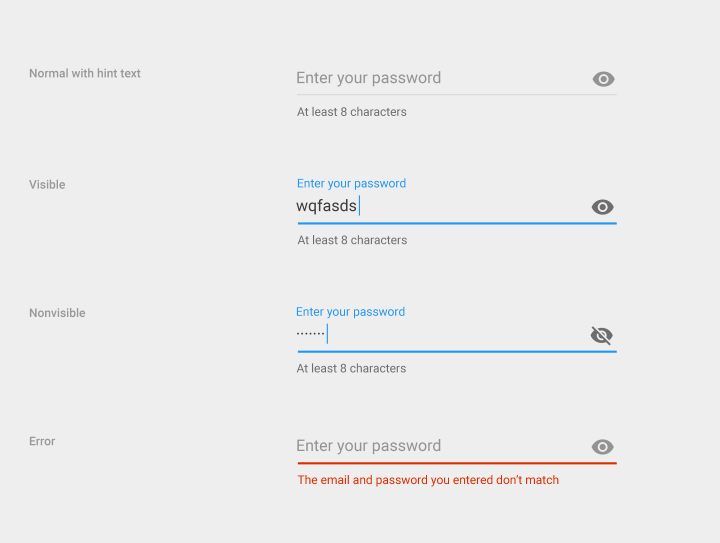 Normal with hint text
Enter your password
At least 8 characters
Visible
Enter your password
wqfasds
At least 8 characters
Nonvisible
Enter your password
·······
At least 8 characters
Error
Enter your password
The email and password you entered don’t match